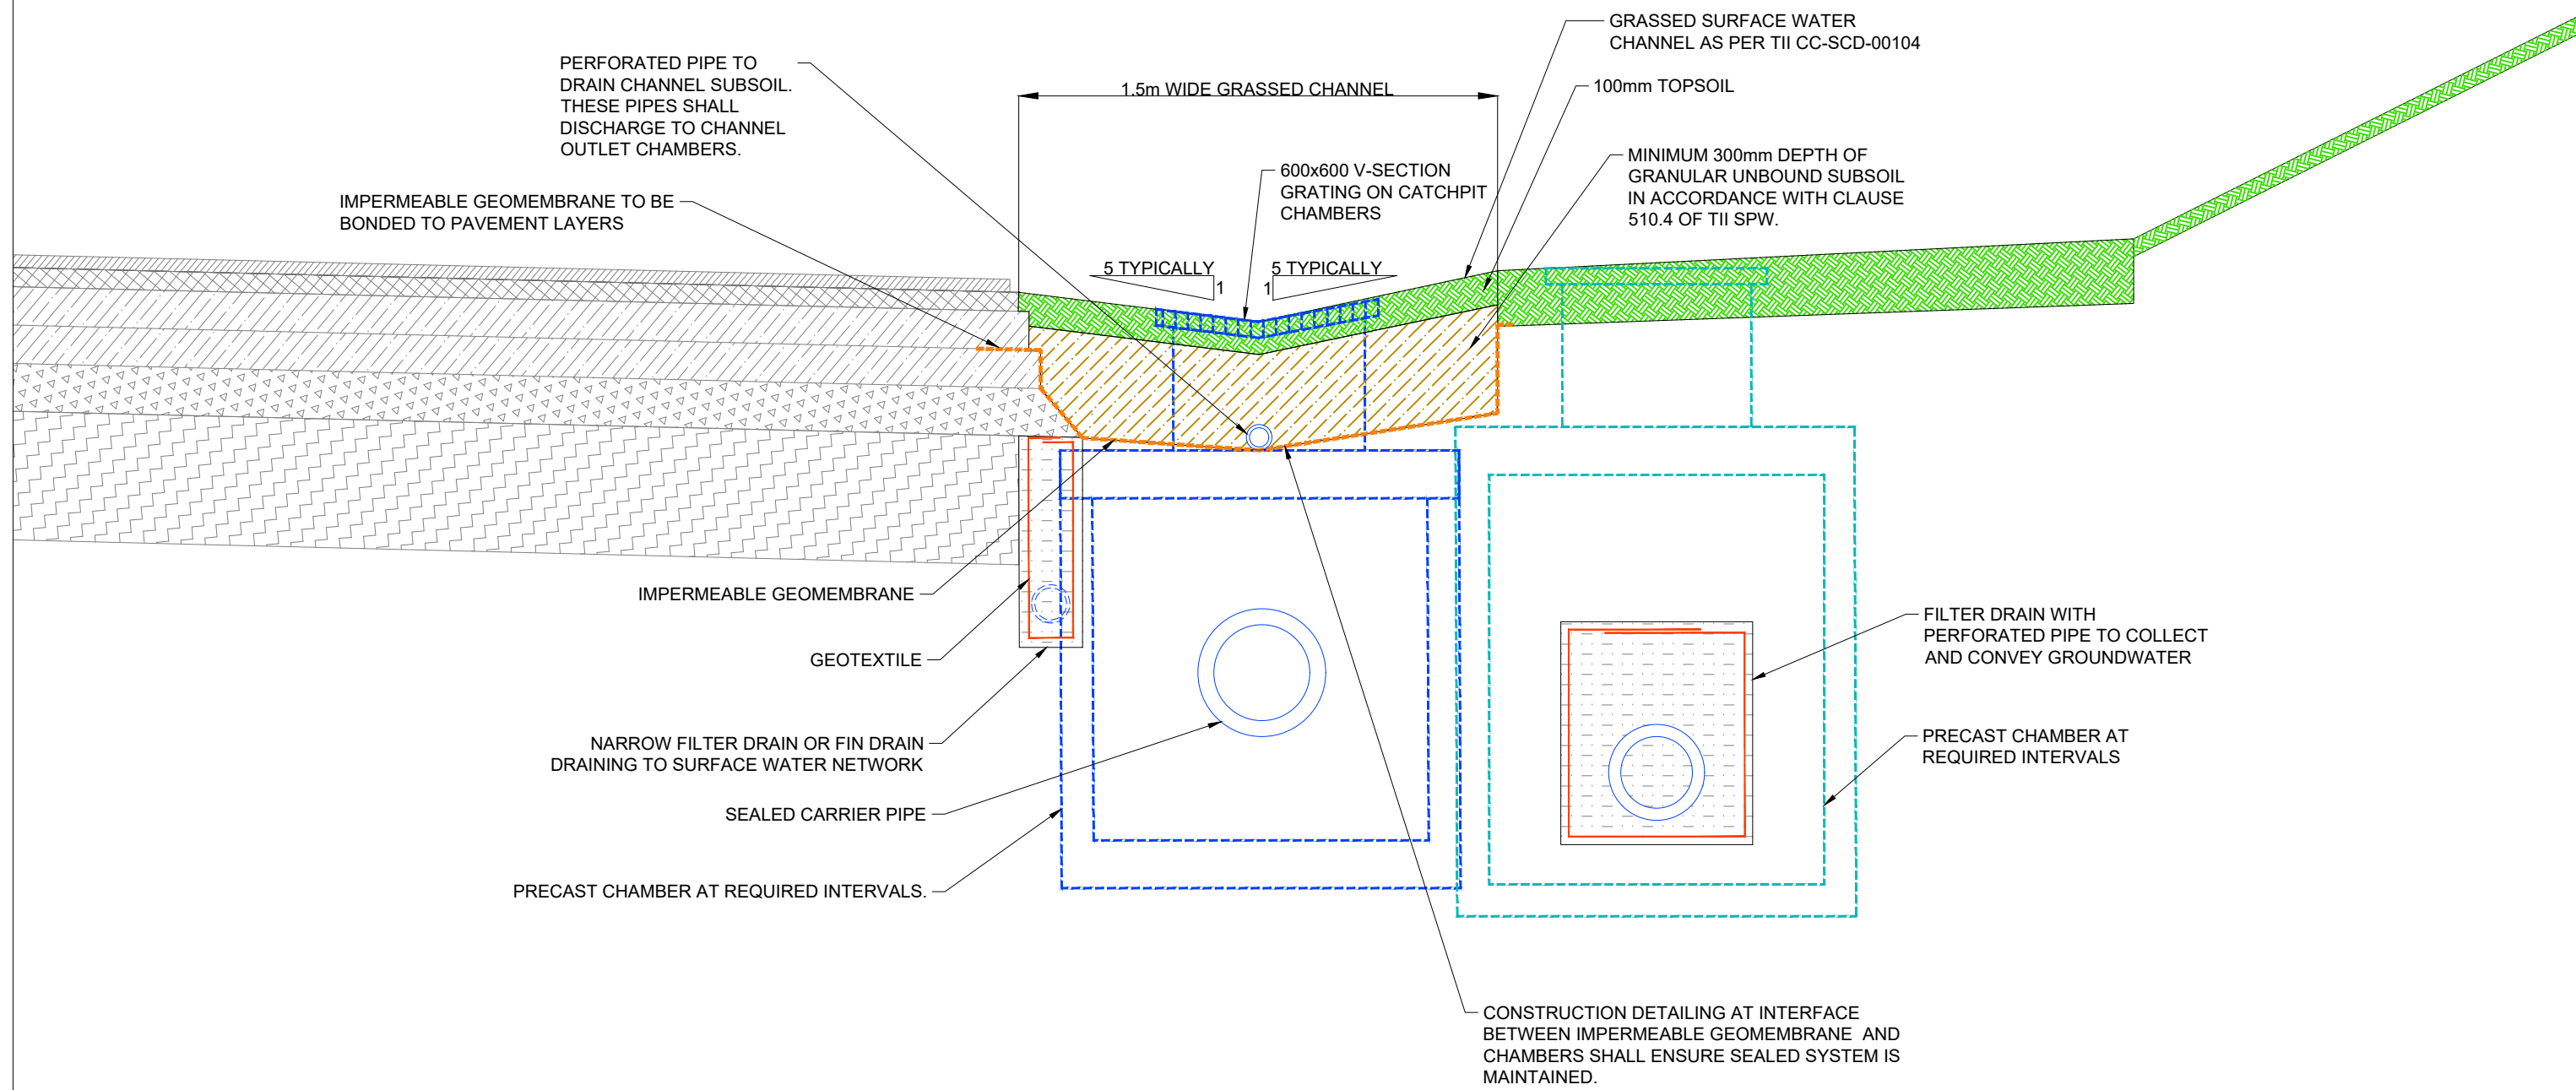 GRASSED SURFACE WATER
CHANNEL AS PER TII CC-SCD-00104
PERFORATED PIPE TO
DRAIN CHANNEL SUBSOIL.
THESE PIPES SHALL
DISCHARGE TO CHANNEL
OUTLET CHAMBERS.
1.5m WIDE GRASSED CHANNEL
100mm TOPSOIL
MINIMUM 300mm DEPTH OF
GRANULAR UNBOUND SUBSOIL
IN ACCORDANCE WITH CLAUSE
510.4 OF TII SPW.
600x600 V-SECTION
GRATING ON CATCHPIT
CHAMBERS
IMPERMEABLE GEOMEMBRANE TO BE
BONDED TO PAVEMENT LAYERS
5 TYPICALLY
1
5 TYPICALLY
1
IMPERMEABLE GEOMEMBRANE
GEOTEXTILE
NARROW FILTER DRAIN OR FIN DRAIN
DRAINING TO SURFACE WATER NETWORK
SEALED CARRIER PIPE
PRECAST CHAMBER AT REQUIRED INTERVALS.
FILTER DRAIN WITH
PERFORATED PIPE TO COLLECT
AND CONVEY GROUNDWATER
PRECAST CHAMBER AT
REQUIRED INTERVALS
CONSTRUCTION DETAILING AT INTERFACE
BETWEEN IMPERMEABLE GEOMEMBRANE AND
CHAMBERS SHALL ENSURE SEALED SYSTEM IS
MAINTAINED.